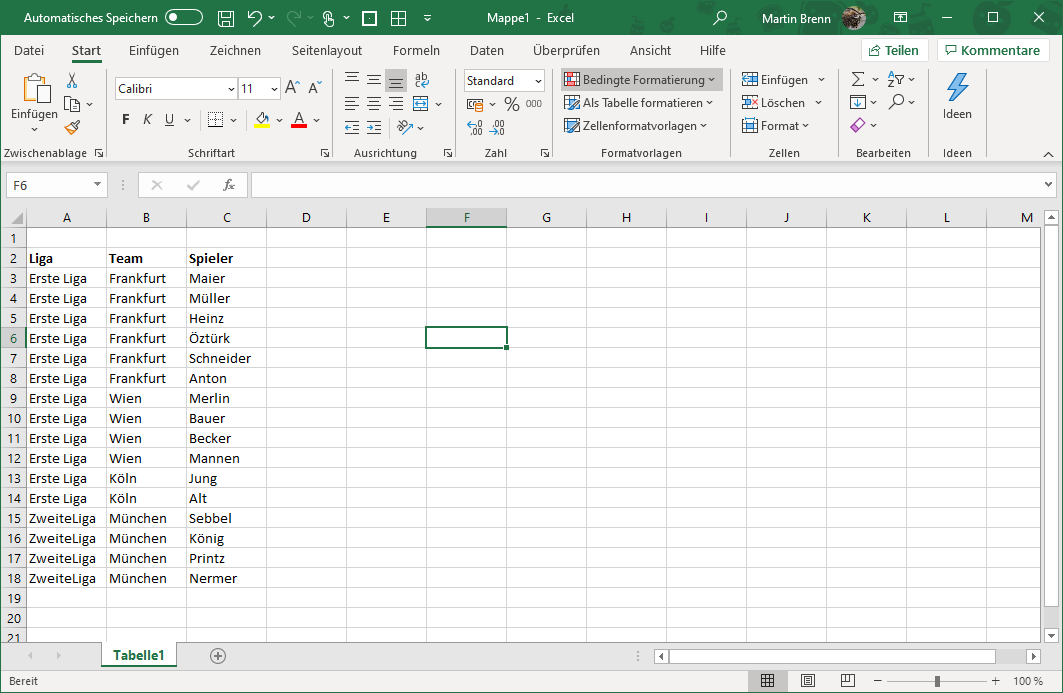 Automatisches Speichern Mappe1 - Excel Martin Brenn
Datei Start Einfügen Zeichnen Seitenlayout Formeln Daten Überprüfen Ansicht Hilfe Teilen Kommentare
Einfügen
Calibri 11
F K U
ab
Standard
% 000
Bedingte Formatierung
Als Tabelle formatieren
Zellenformatvorlagen
Einfügen
Löschen
Format
Ideen
Zwischenablage Schriftart Ausrichtung Zahl Formatvorlagen Zellen Bearbeiten Ideen
F6 fx
A B C D E F G H I J K L M
1
2 Liga Team Spieler
3 Erste Liga Frankfurt Maier
4 Erste Liga Frankfurt Müller
5 Erste Liga Frankfurt Heinz
6 Erste Liga Frankfurt Öztürk
7 Erste Liga Frankfurt Schneider
8 Erste Liga Frankfurt Anton
9 Erste Liga Wien Merlin
10 Erste Liga Wien Bauer
11 Erste Liga Wien Becker
12 Erste Liga Wien Mannen
13 Erste Liga Köln Jung
14 Erste Liga Köln Alt
15 ZweiteLiga München Sebbel
16 ZweiteLiga München König
17 ZweiteLiga München Printz
18 ZweiteLiga München Nermer
19
20
21
Tabelle1
Bereit 100 %